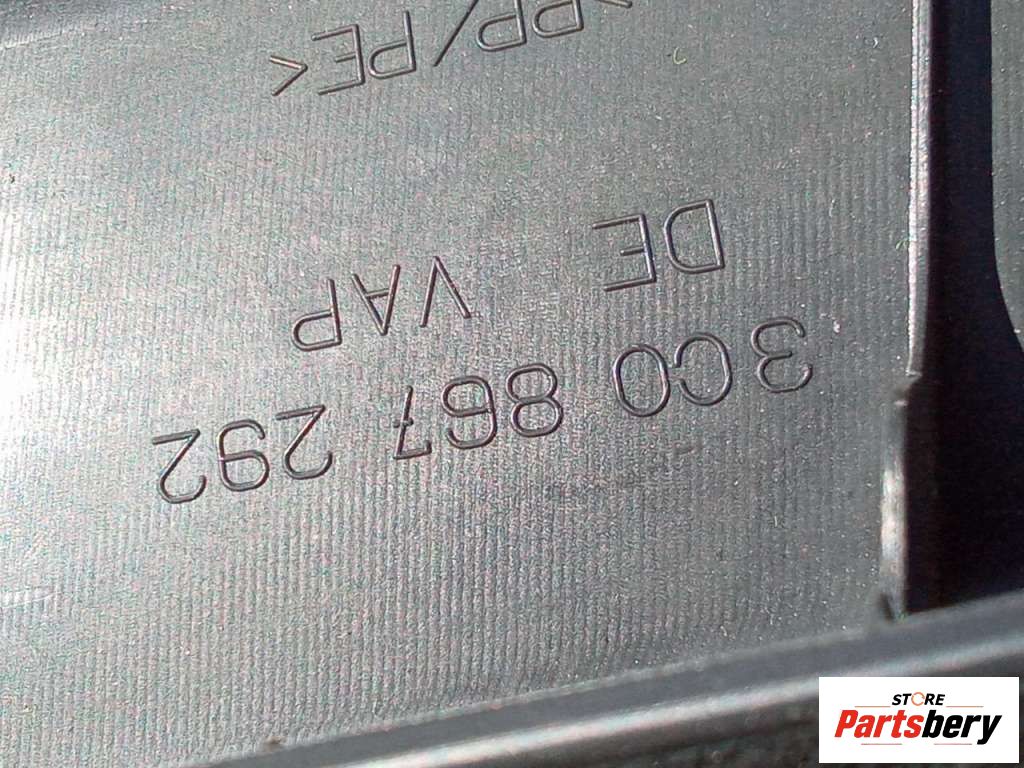 3C0 867 292
DE VAP
>PP/PE<
STORE
Partsbery